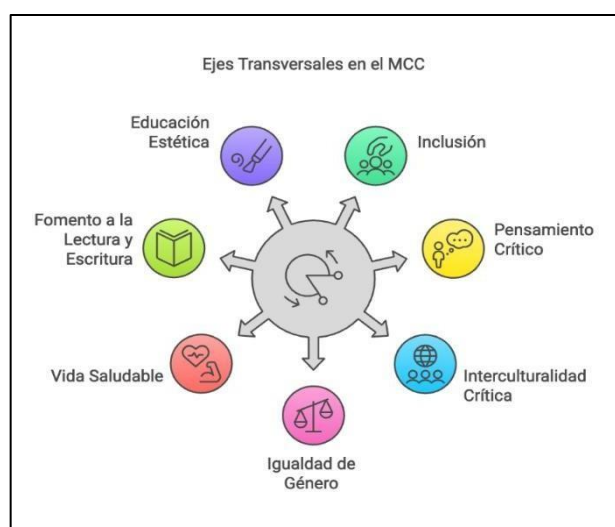 Ejes Transversales en el MCC
Educación
Estética
Inclusión
Fomento a la
Lectura y
Escritura
Pensamiento
Crítico
Vida Saludable
Interculturalidad
Crítica
Igualdad de
Género